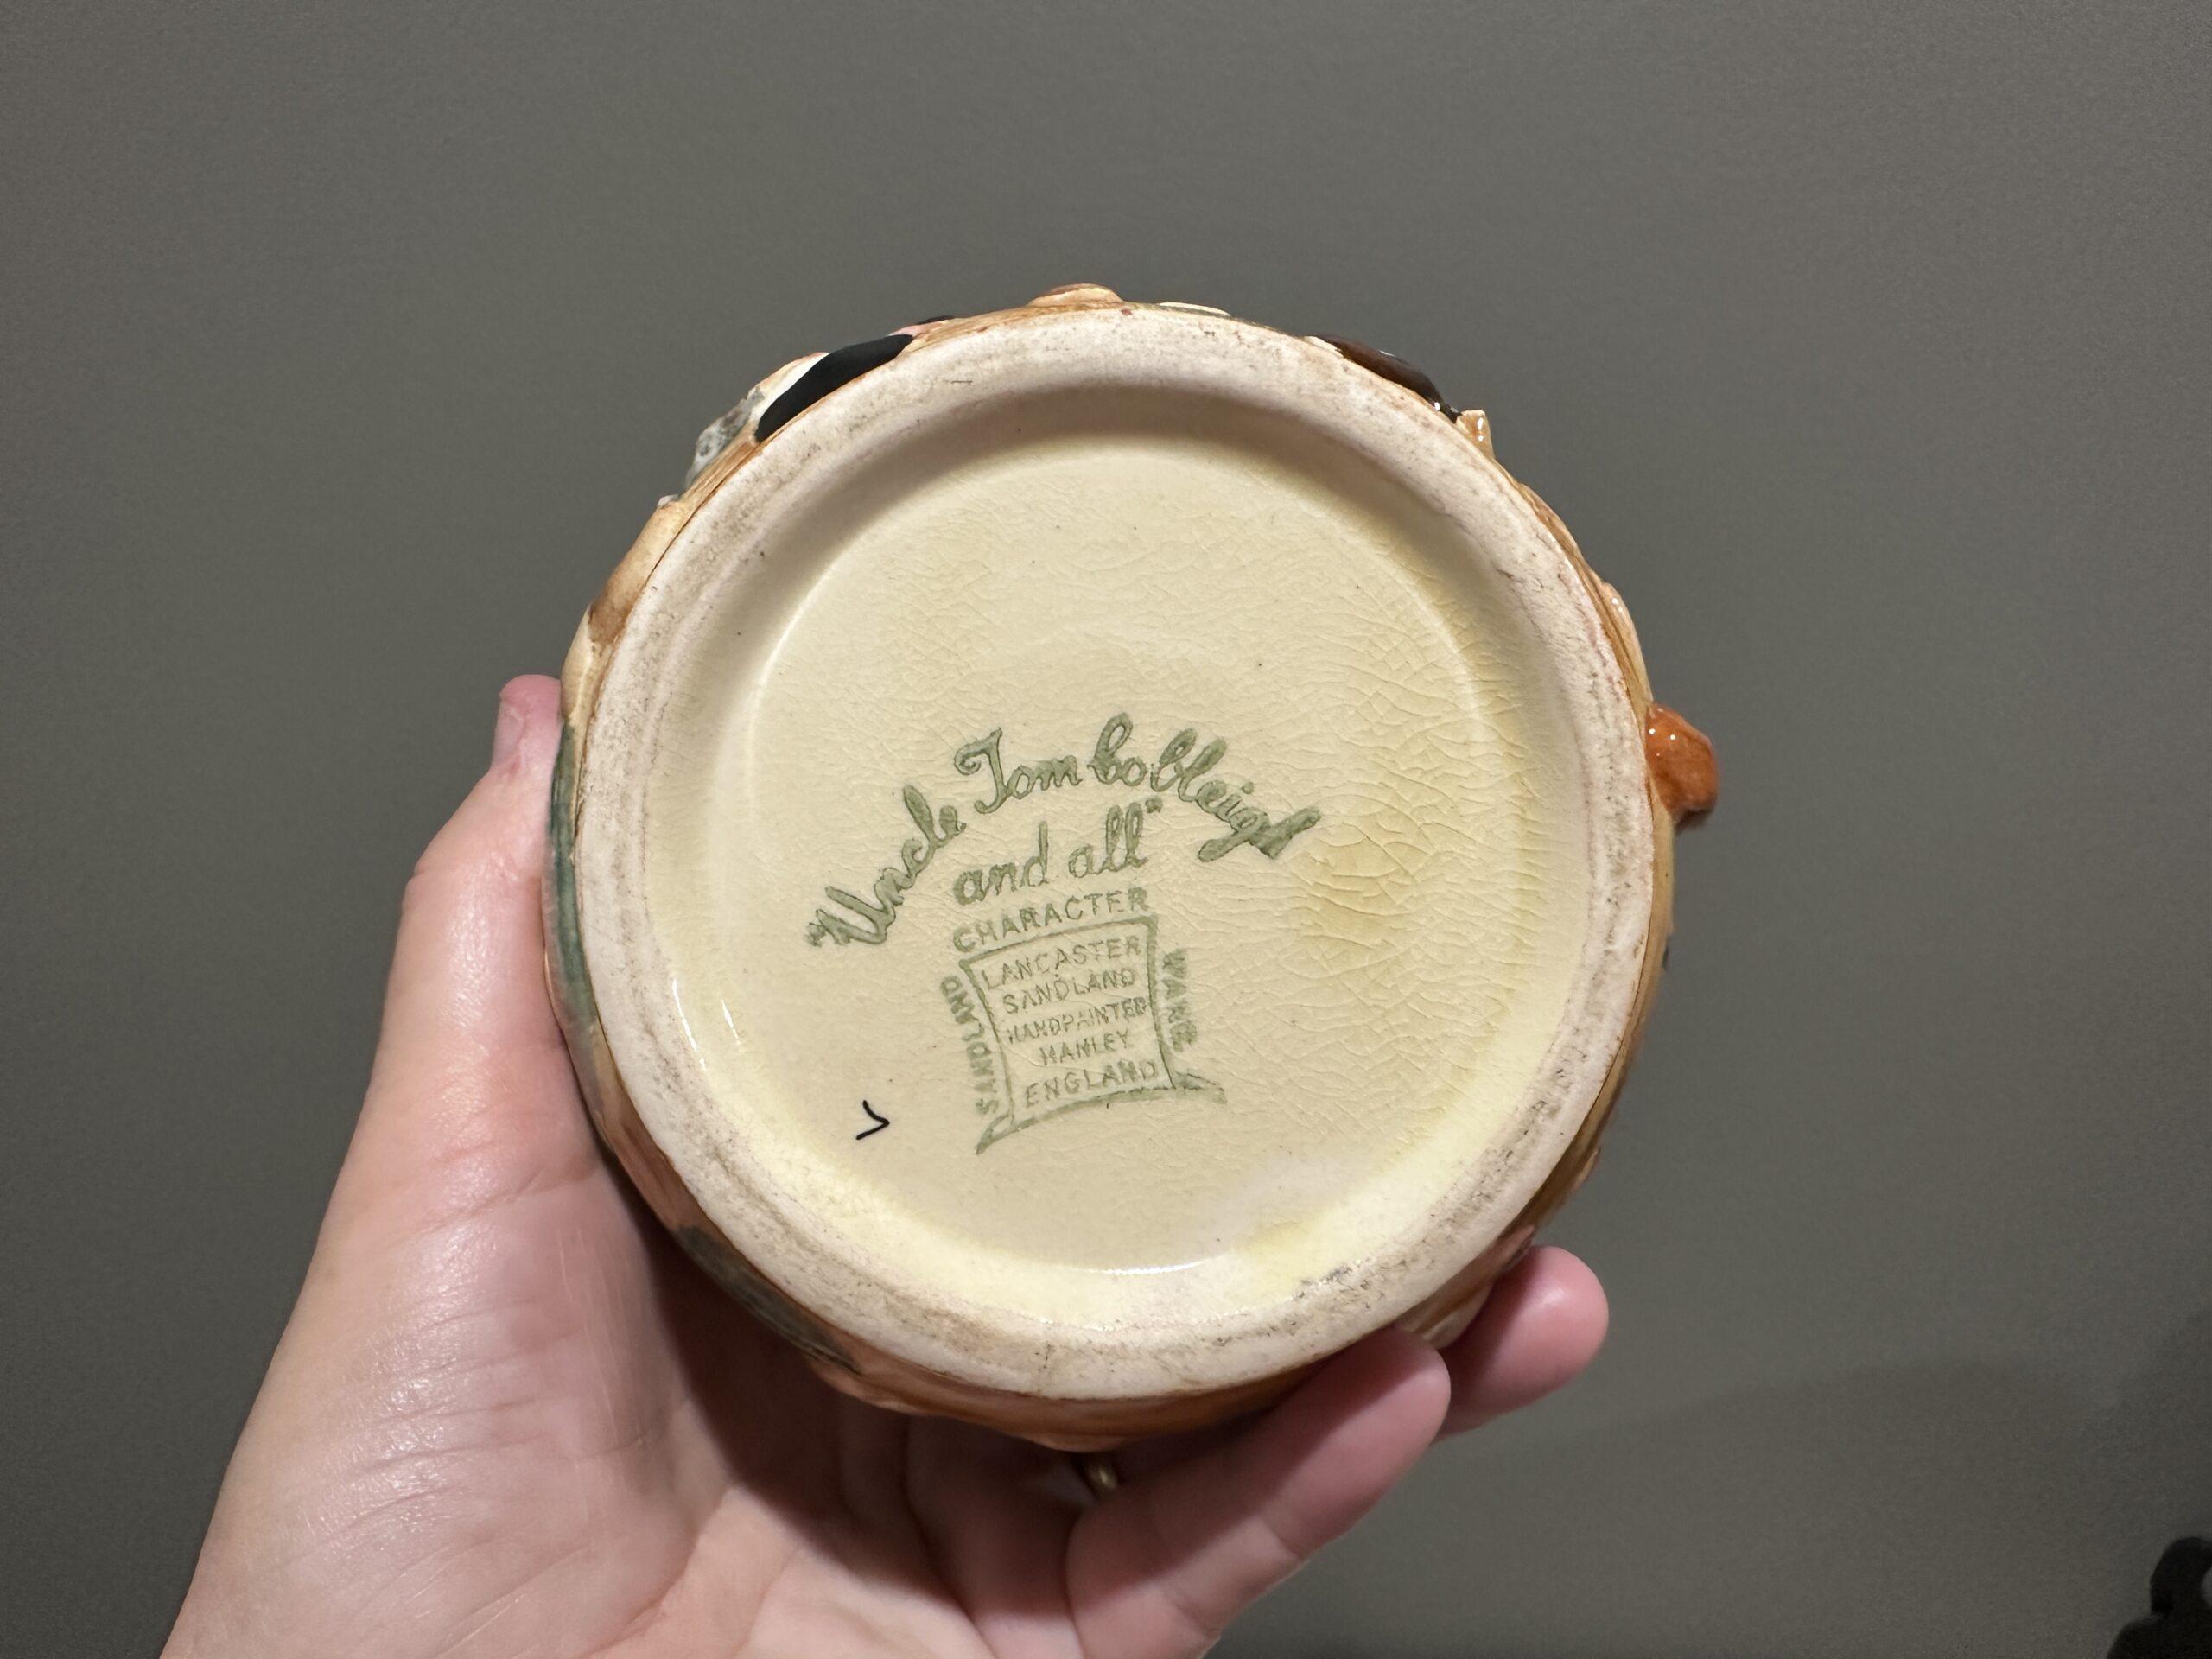 "Uncle Tom Cobleigh
and all"
CHARACTER
SANDLAND
LANCASTER
SANDLAND
HANDPAINTED
HANLEY
ENGLAND
WARE
V